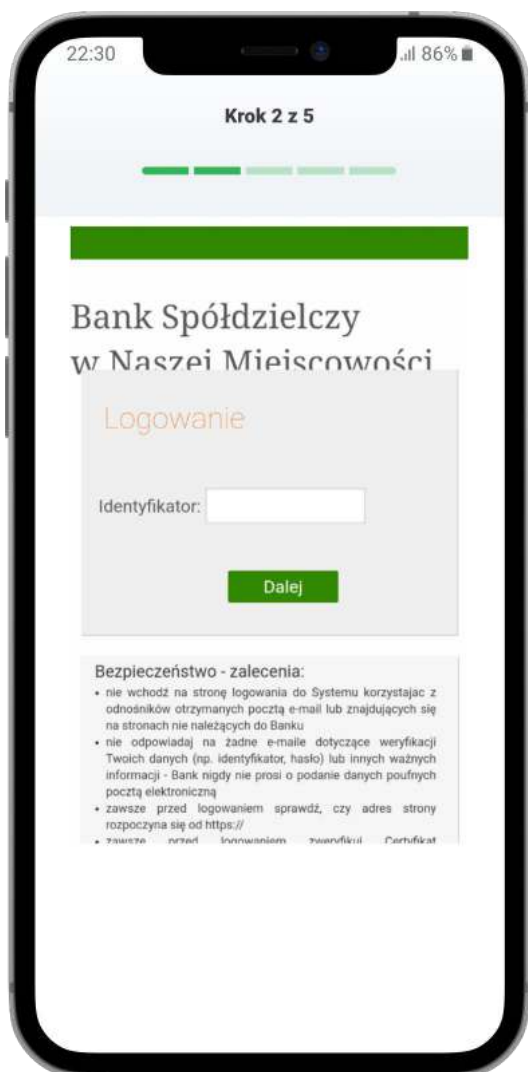 22:30
86%
Krok 2 z 5
Bank Spółdzielczy
w Naszej Miejscowości
Logowanie
Identyfikator:
Dalej
Bezpieczeństwo - zalecenia:
• nie wchodź na stronę logowania do Systemu korzystajac z
odnośników otrzymanych pocztą e-mail lub znajdujących się
na stronach nie należących do Banku
• nie odpowiadaj na żadne e-maile dotyczące weryfikacji
Twoich danych (np. identyfikator, hasło) lub innych ważnych
informacji - Bank nigdy nie prosi o podanie danych poufnych
pocztą elektroniczną
• zawsze przed logowaniem sprawdź, czy adres strony
rozpoczyna się od https://
• zawsze przed logowaniem zweryfikuj Certyfikat